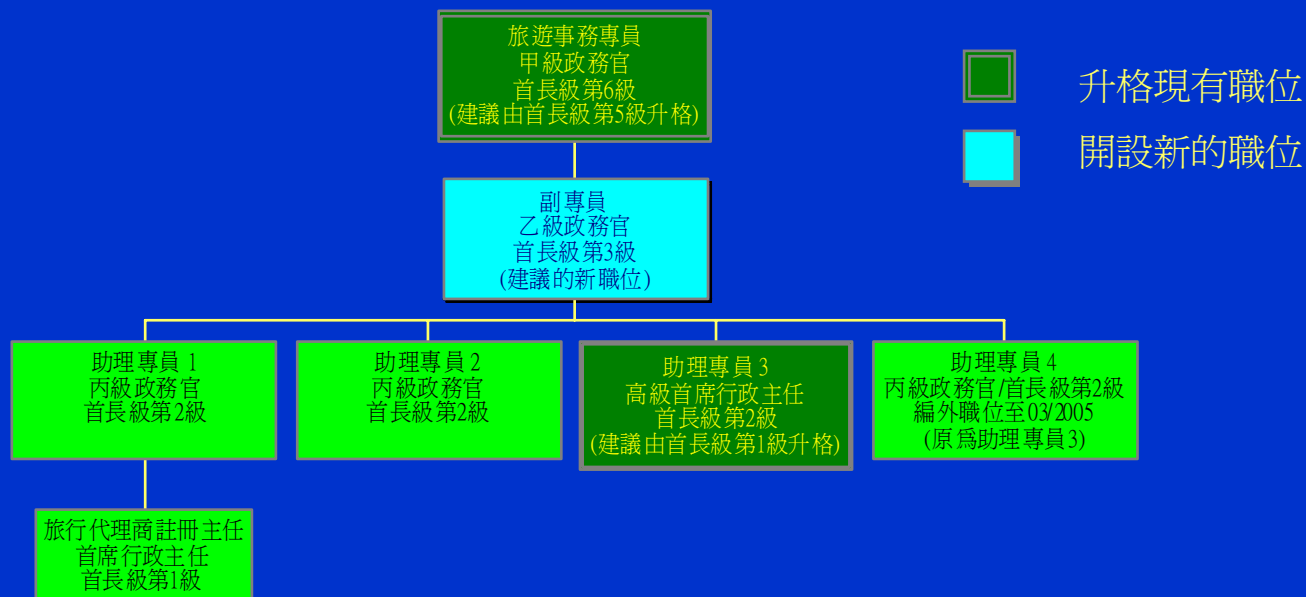 旅遊事務專員
甲級政務官
首長級第6級
(建議由首長級第5級升格)
升格現有職位
開設新的職位
副專員
乙級政務官
首長級第3級
(建議的新職位)
助理專員 1
丙級政務官
首長級第2級
助理專員 2
丙級政務官
首長級第2級
助理專員 3
高級首席行政主任
首長級第2級
(建議由首長級第1級升格)
助理專員 4
丙級政務官/首長級第2級
編外職位至03/2005
(原為助理專員3)
旅行代理商註冊主任
首席行政主任
首長級第1級